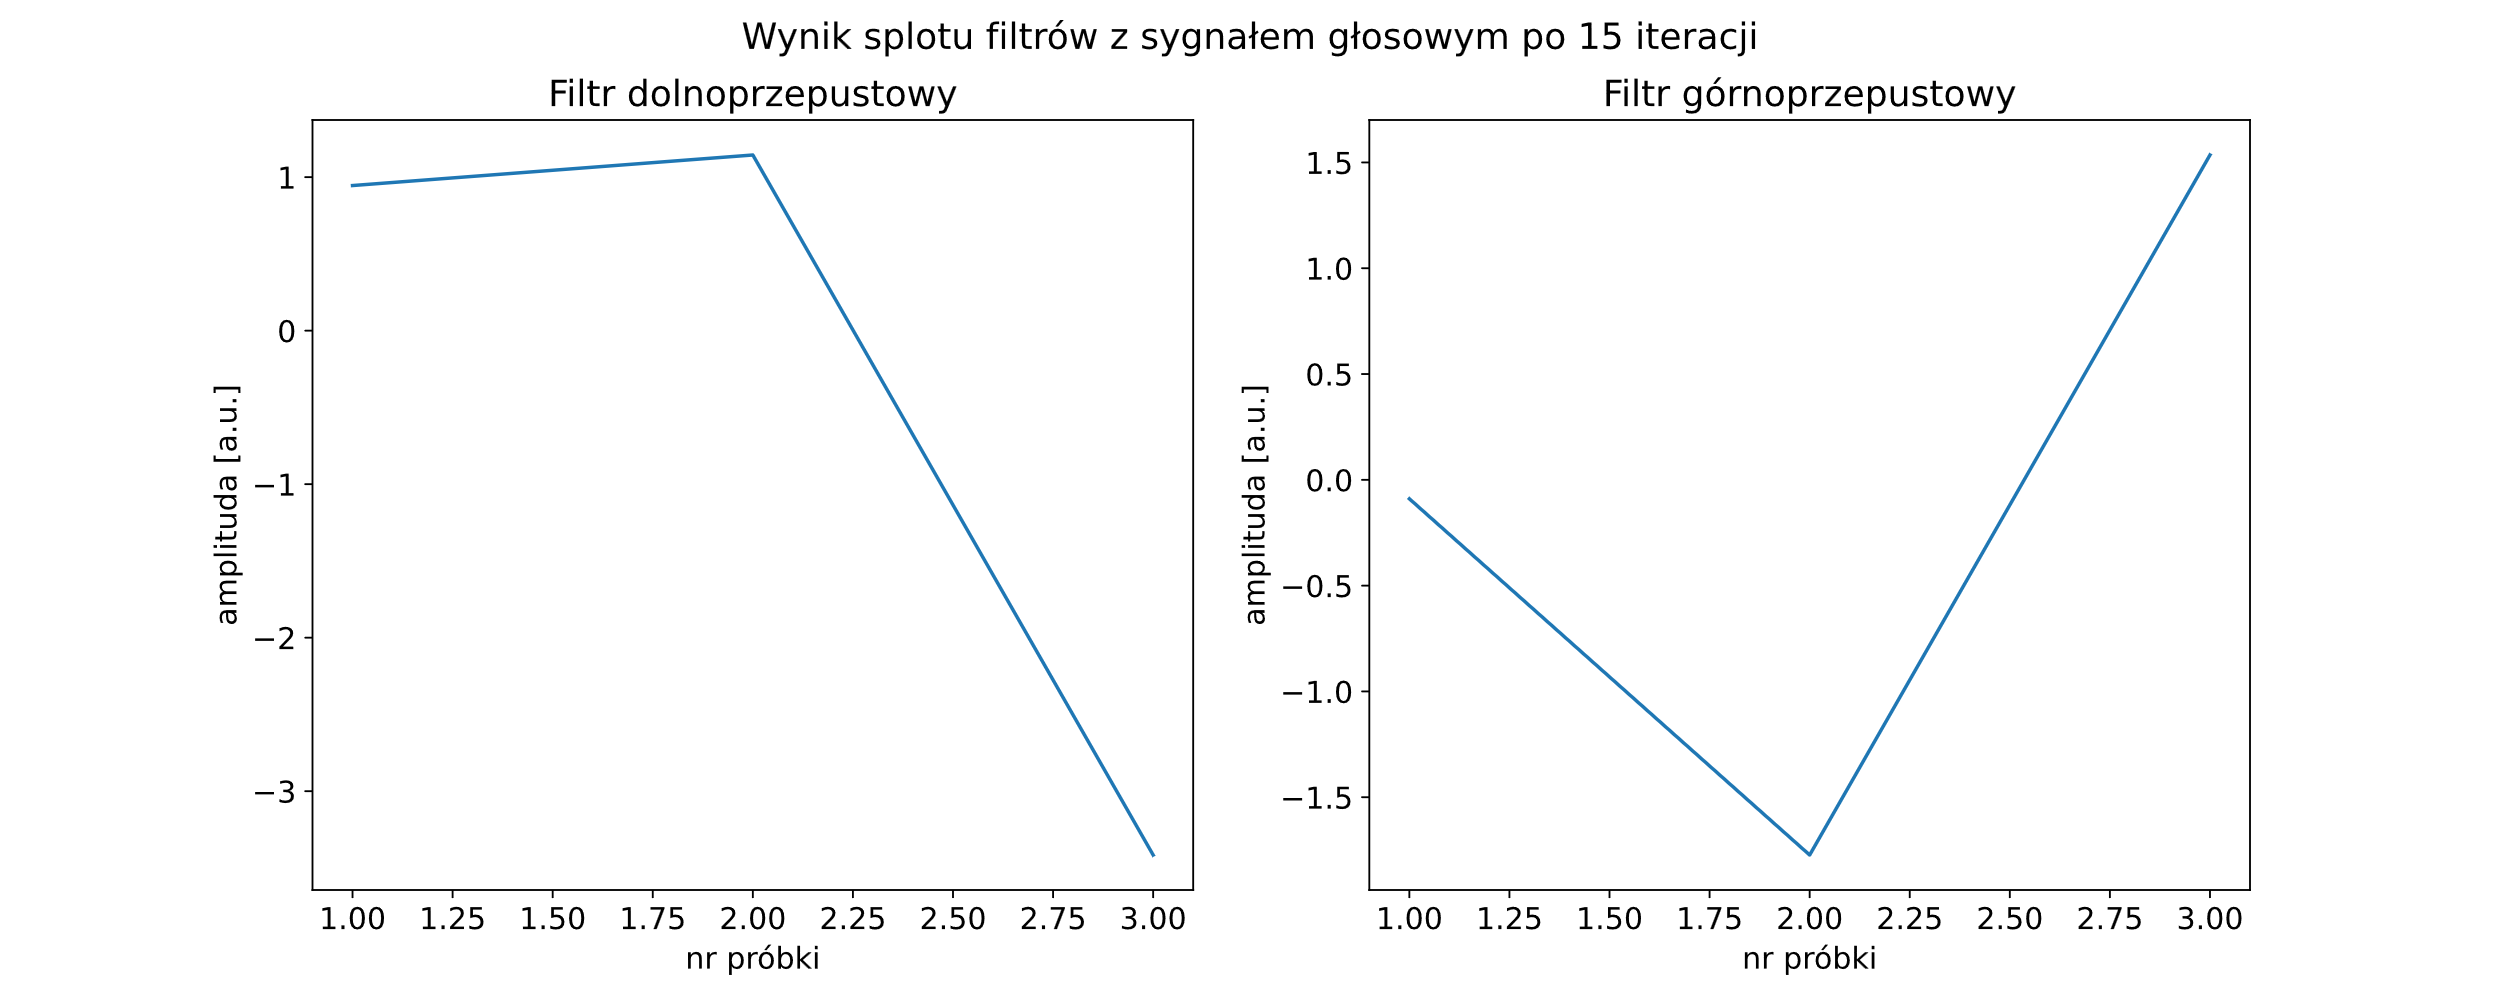 Wynik splotu filtrów z sygnałem głosowym po 15 iteracji
Filtr dolnoprzepustowy
1
0
−1
−2
−3
amplituda [a.u.]
1.00 1.25 1.50 1.75 2.00 2.25 2.50 2.75 3.00
nr próbki
Filtr górnoprzepustowy
1.5
1.0
0.5
0.0
−0.5
−1.0
−1.5
amplituda [a.u.]
1.00 1.25 1.50 1.75 2.00 2.25 2.50 2.75 3.00
nr próbki